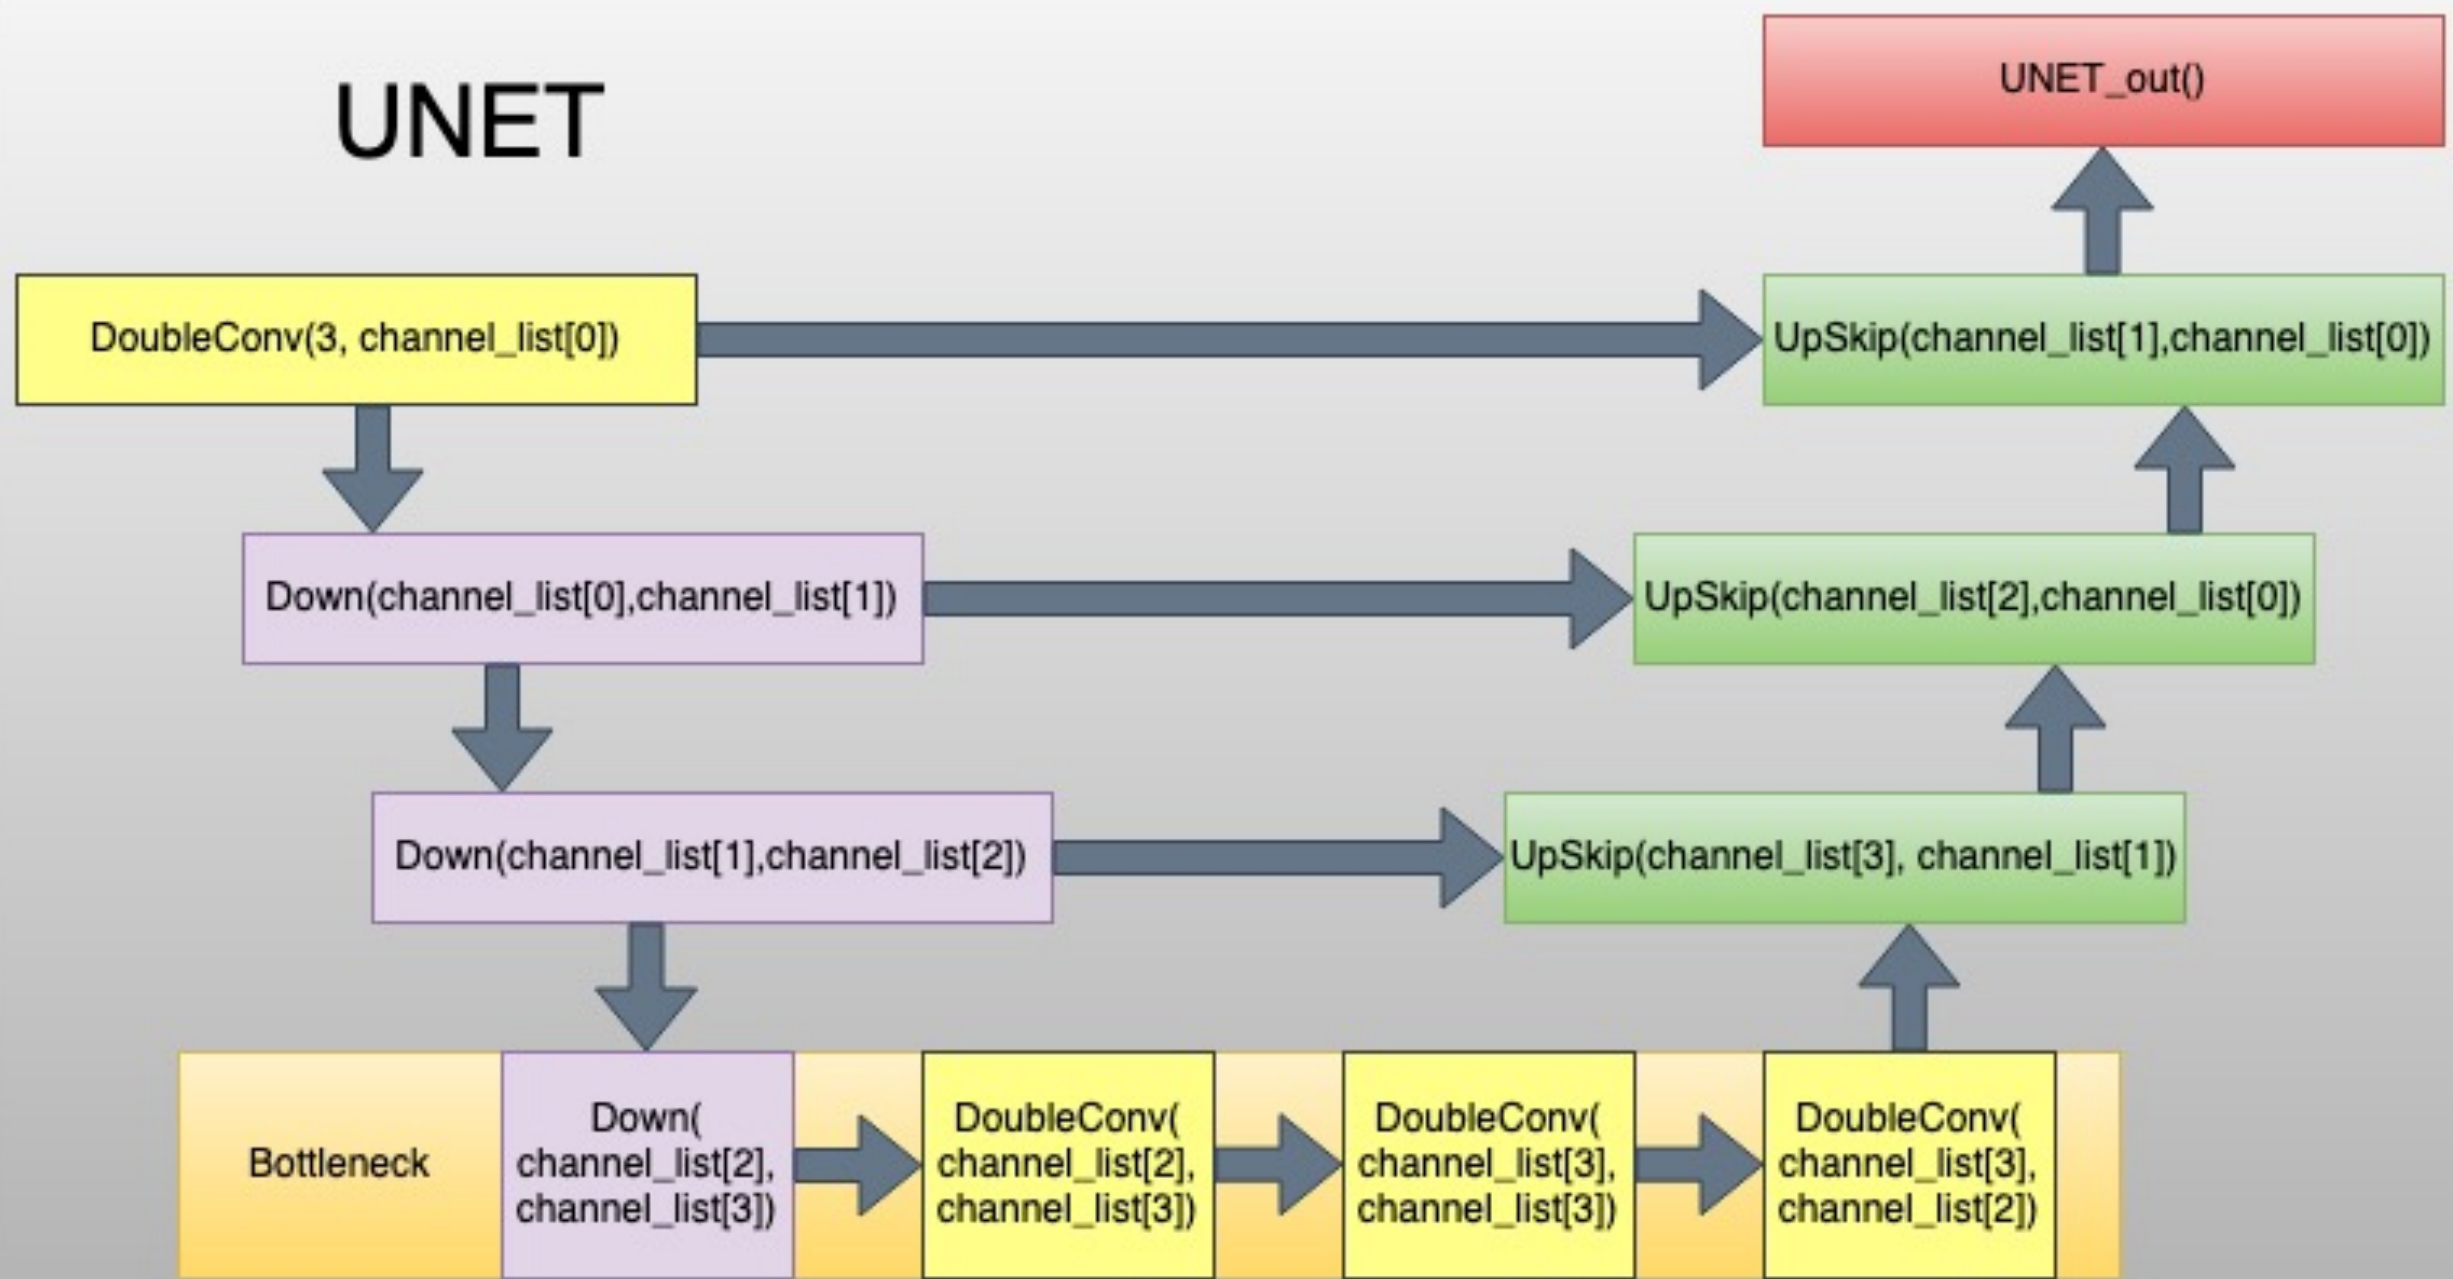 UNET
UNET_out()
DoubleConv(3, channel_list[0])
UpSkip(channel_list[1],channel_list[0])
Down(channel_list[0],channel_list[1])
UpSkip(channel_list[2],channel_list[0])
Down(channel_list[1],channel_list[2])
UpSkip(channel_list[3], channel_list[1])
Bottleneck
Down(
channel_list[2],
channel_list[3])
DoubleConv(
channel_list[2],
channel_list[3])
DoubleConv(
channel_list[3],
channel_list[3])
DoubleConv(
channel_list[3],
channel_list[2])